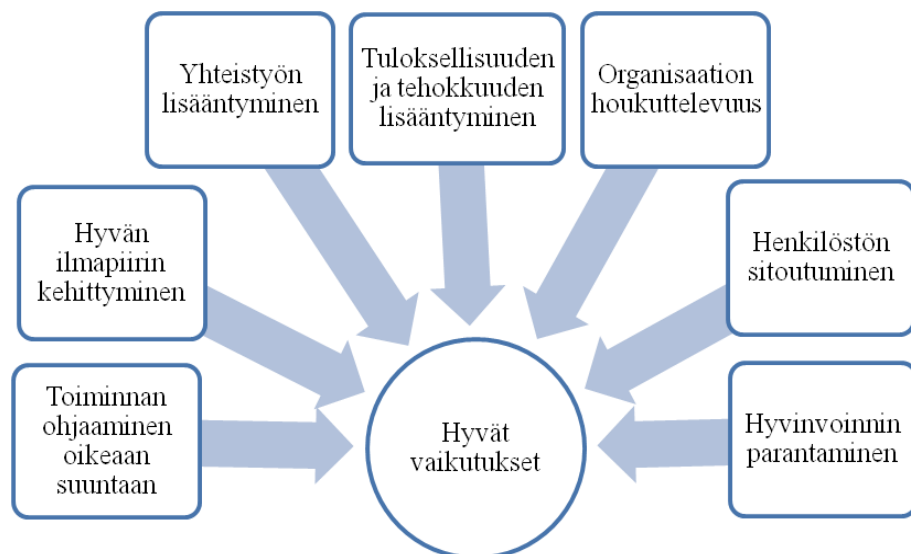 Toiminnan
ohjaaminen
oikeaan
suuntaan
Hyvän
ilmapiirin
kehittyminen
Yhteistyön
lisääntyminen
Tuloksellisuuden
ja tehokkuuden
lisääntyminen
Organisaation
houkuttelevuus
Henkilöstön
sitoutuminen
Hyvinvoinnin
parantaminen
Hyvät
vaikutukset